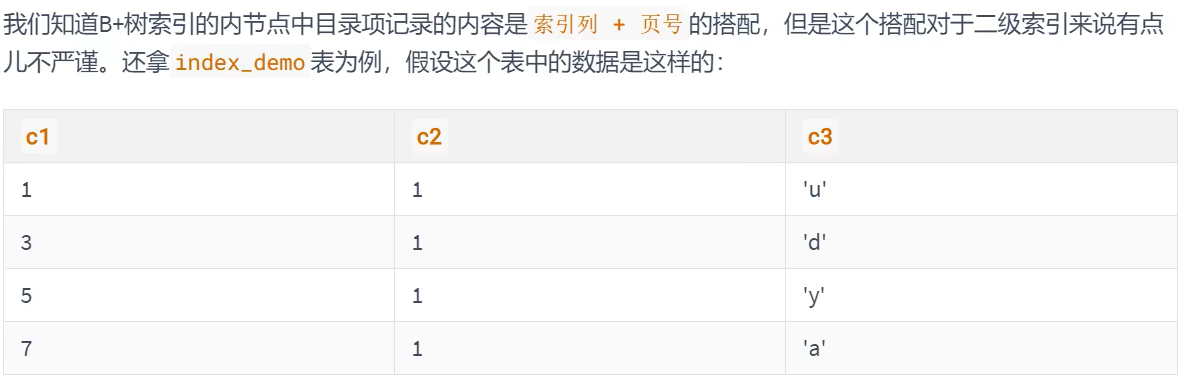 我们知道B+树索引的内节点中目录项记录的内容是 索引列 + 页号 的搭配，但是这个搭配对于二级索引来说有点
儿不严谨。还拿 index_demo 表为例，假设这个表中的数据是这样的：
c1 c2 c3
1 1 'u'
3 1 'd'
5 1 'y'
7 1 'a'